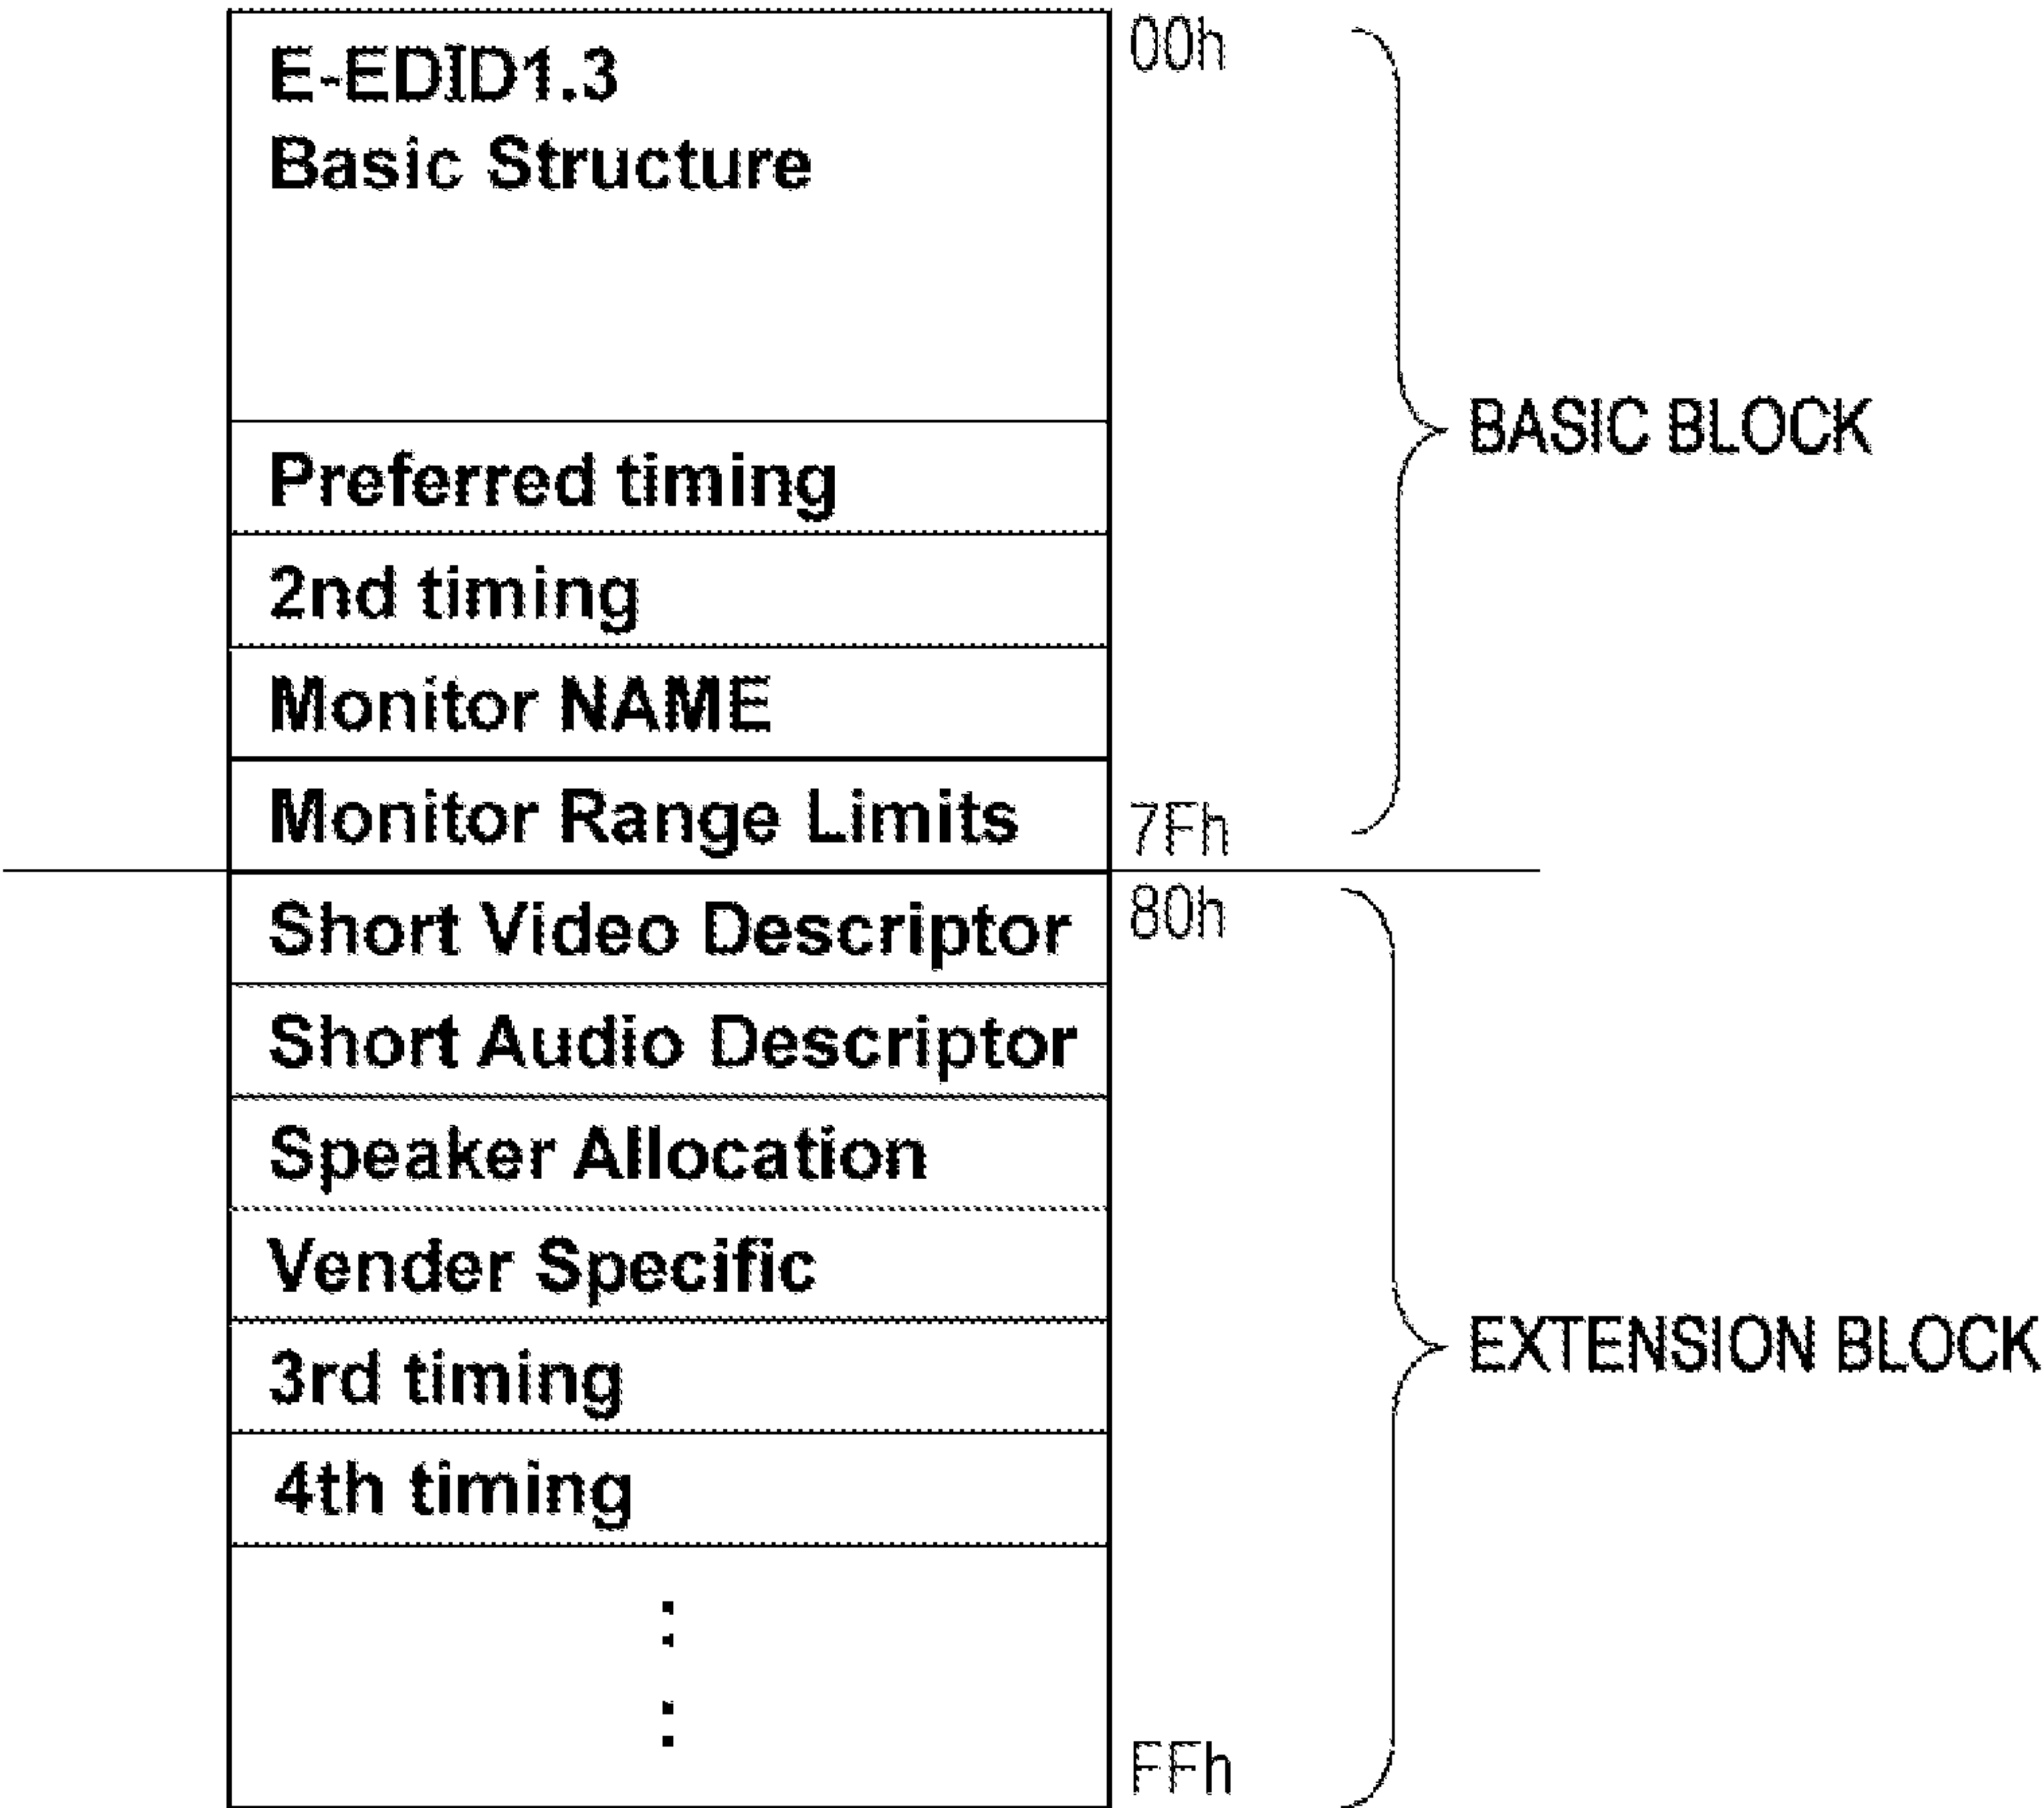 E-EDID1.3
Basic Structure
00h
BASIC BLOCK
Preferred timing
2nd timing
Monitor NAME
Monitor Range Limits
7Fh
Short Video Descriptor
80h
Short Audio Descriptor
Speaker Allocation
Vender Specific
EXTENSION BLOCK
3rd timing
4th timing
FFh